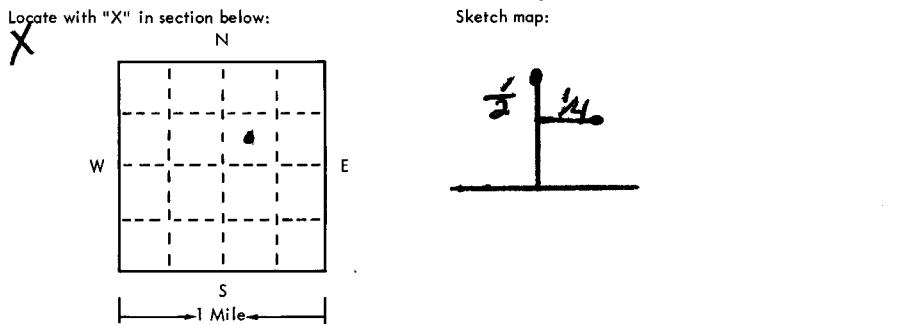 Locate with "X" in section below:
X
N
W
E
S
1 Mile
Sketch map:
1/2
1/4